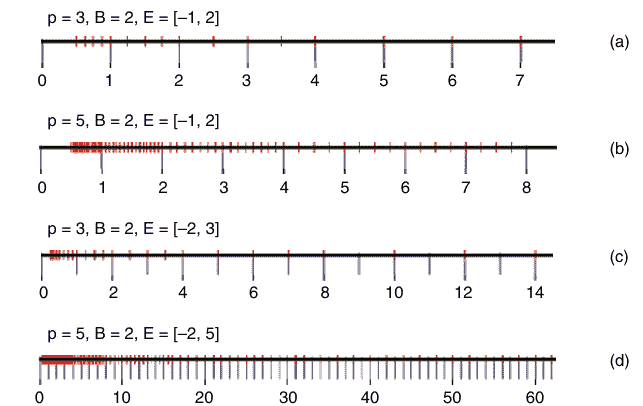 p = 3, B = 2, E = [−1, 2]
(a)
0 1 2 3 4 5 6 7
p = 5, B = 2, E = [−1, 2]
(b)
0 1 2 3 4 5 6 7 8
p = 3, B = 2, E = [−2, 3]
(c)
0 2 4 6 8 10 12 14
p = 5, B = 2, E = [−2, 5]
(d)
0 10 20 30 40 50 60